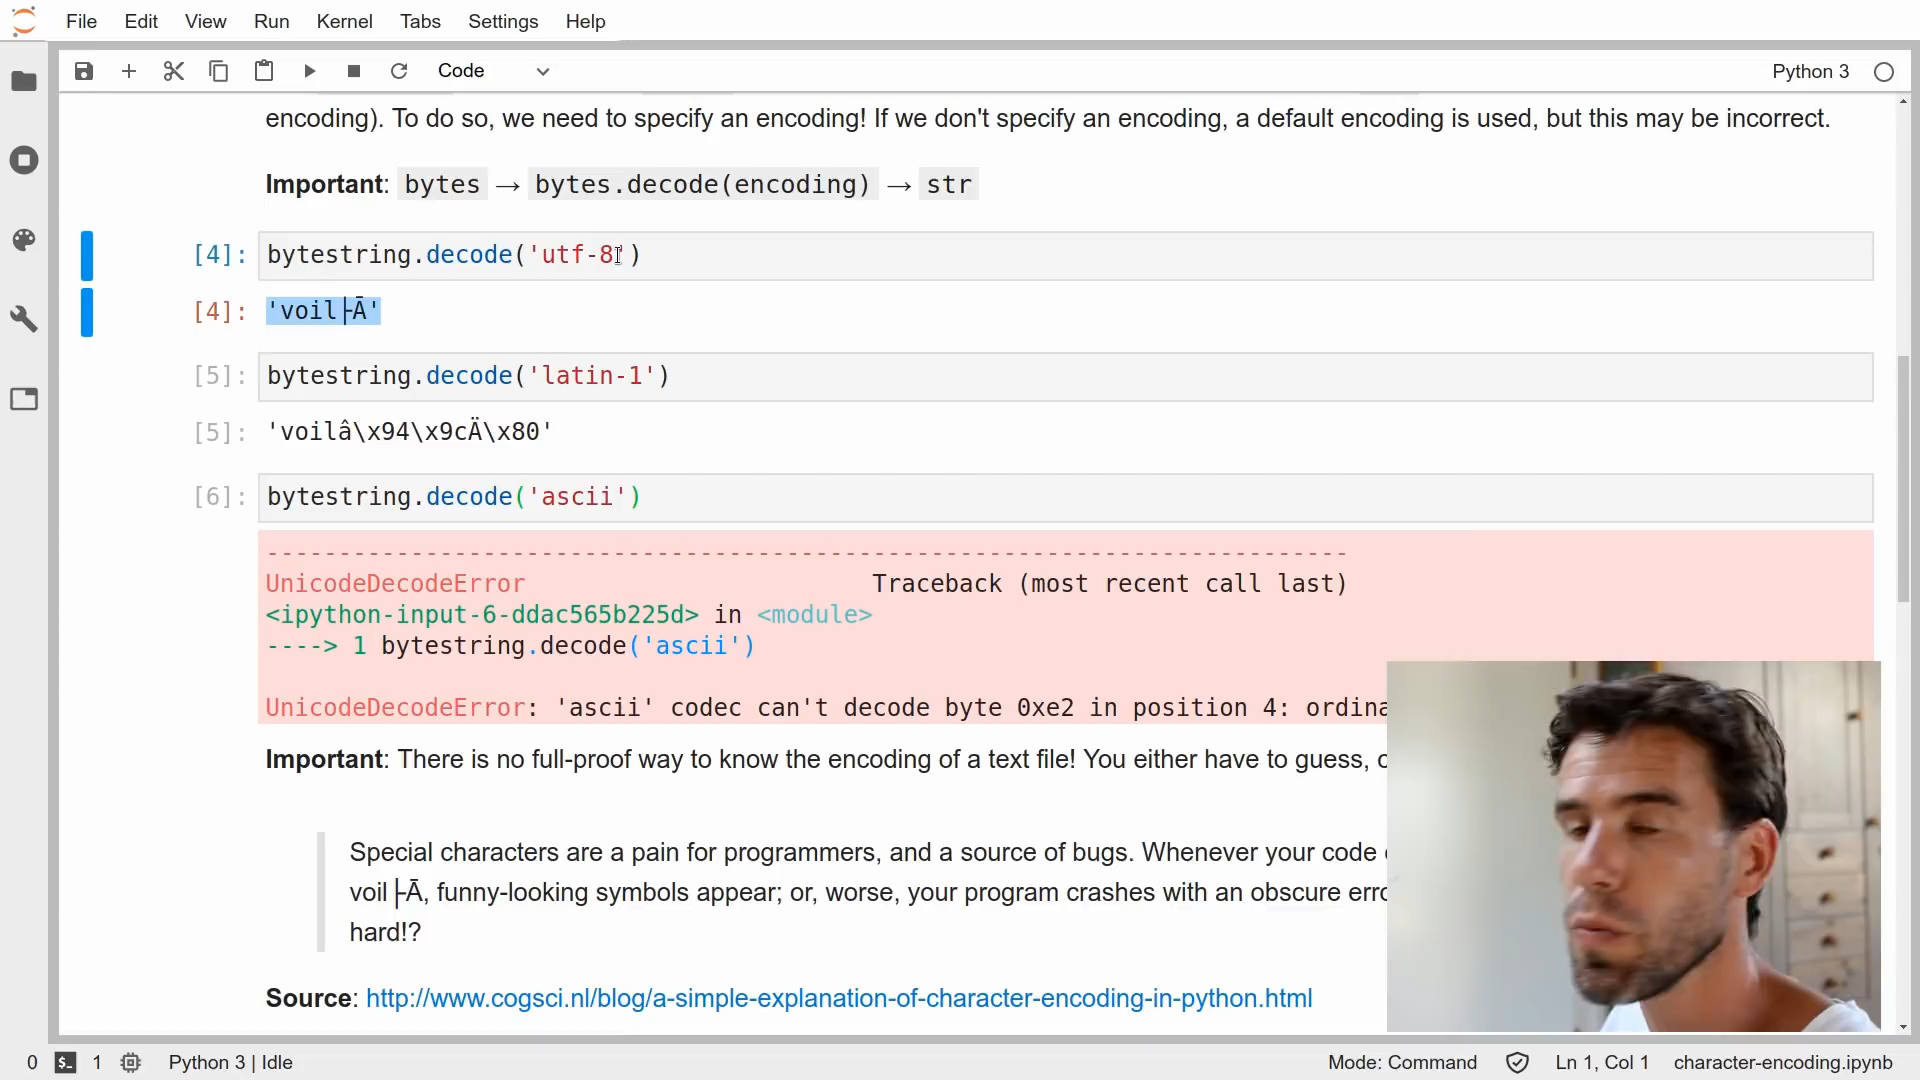 File Edit View Run Kernel Tabs Settings Help
Code Python 3
encoding). To do so, we need to specify an encoding! If we don't specify an encoding, a default encoding is used, but this may be incorrect.
Important: bytes → bytes.decode(encoding) → str
[4]: bytestring.decode('utf-8')
[4]: 'voil├Ā'
[5]: bytestring.decode('latin-1')
[5]: 'voilâ\x94\x9cÄ\x80'
[6]: bytestring.decode('ascii')
---------------------------------------------------------------------------
UnicodeDecodeError Traceback (most recent call last)
<ipython-input-6-ddac565b225d> in <module>
----> 1 bytestring.decode('ascii')
UnicodeDecodeError: 'ascii' codec can't decode byte 0xe2 in position 4:
Important: There is no full-proof way to know the encoding of a text file! You either have to guess,
Special characters are a pain for programmers, and a source of bugs. Whenever your code
voil├Ā, funny-looking symbols appear; or, worse, your program crashes with an obscure
hard!?
Source: http://www.cogsci.nl/blog/a-simple-explanation-of-character-encoding-in-python.html
0 $_ 1 Python 3 | Idle Mode: Command Ln 1, Col 1 character-encoding.ipynb